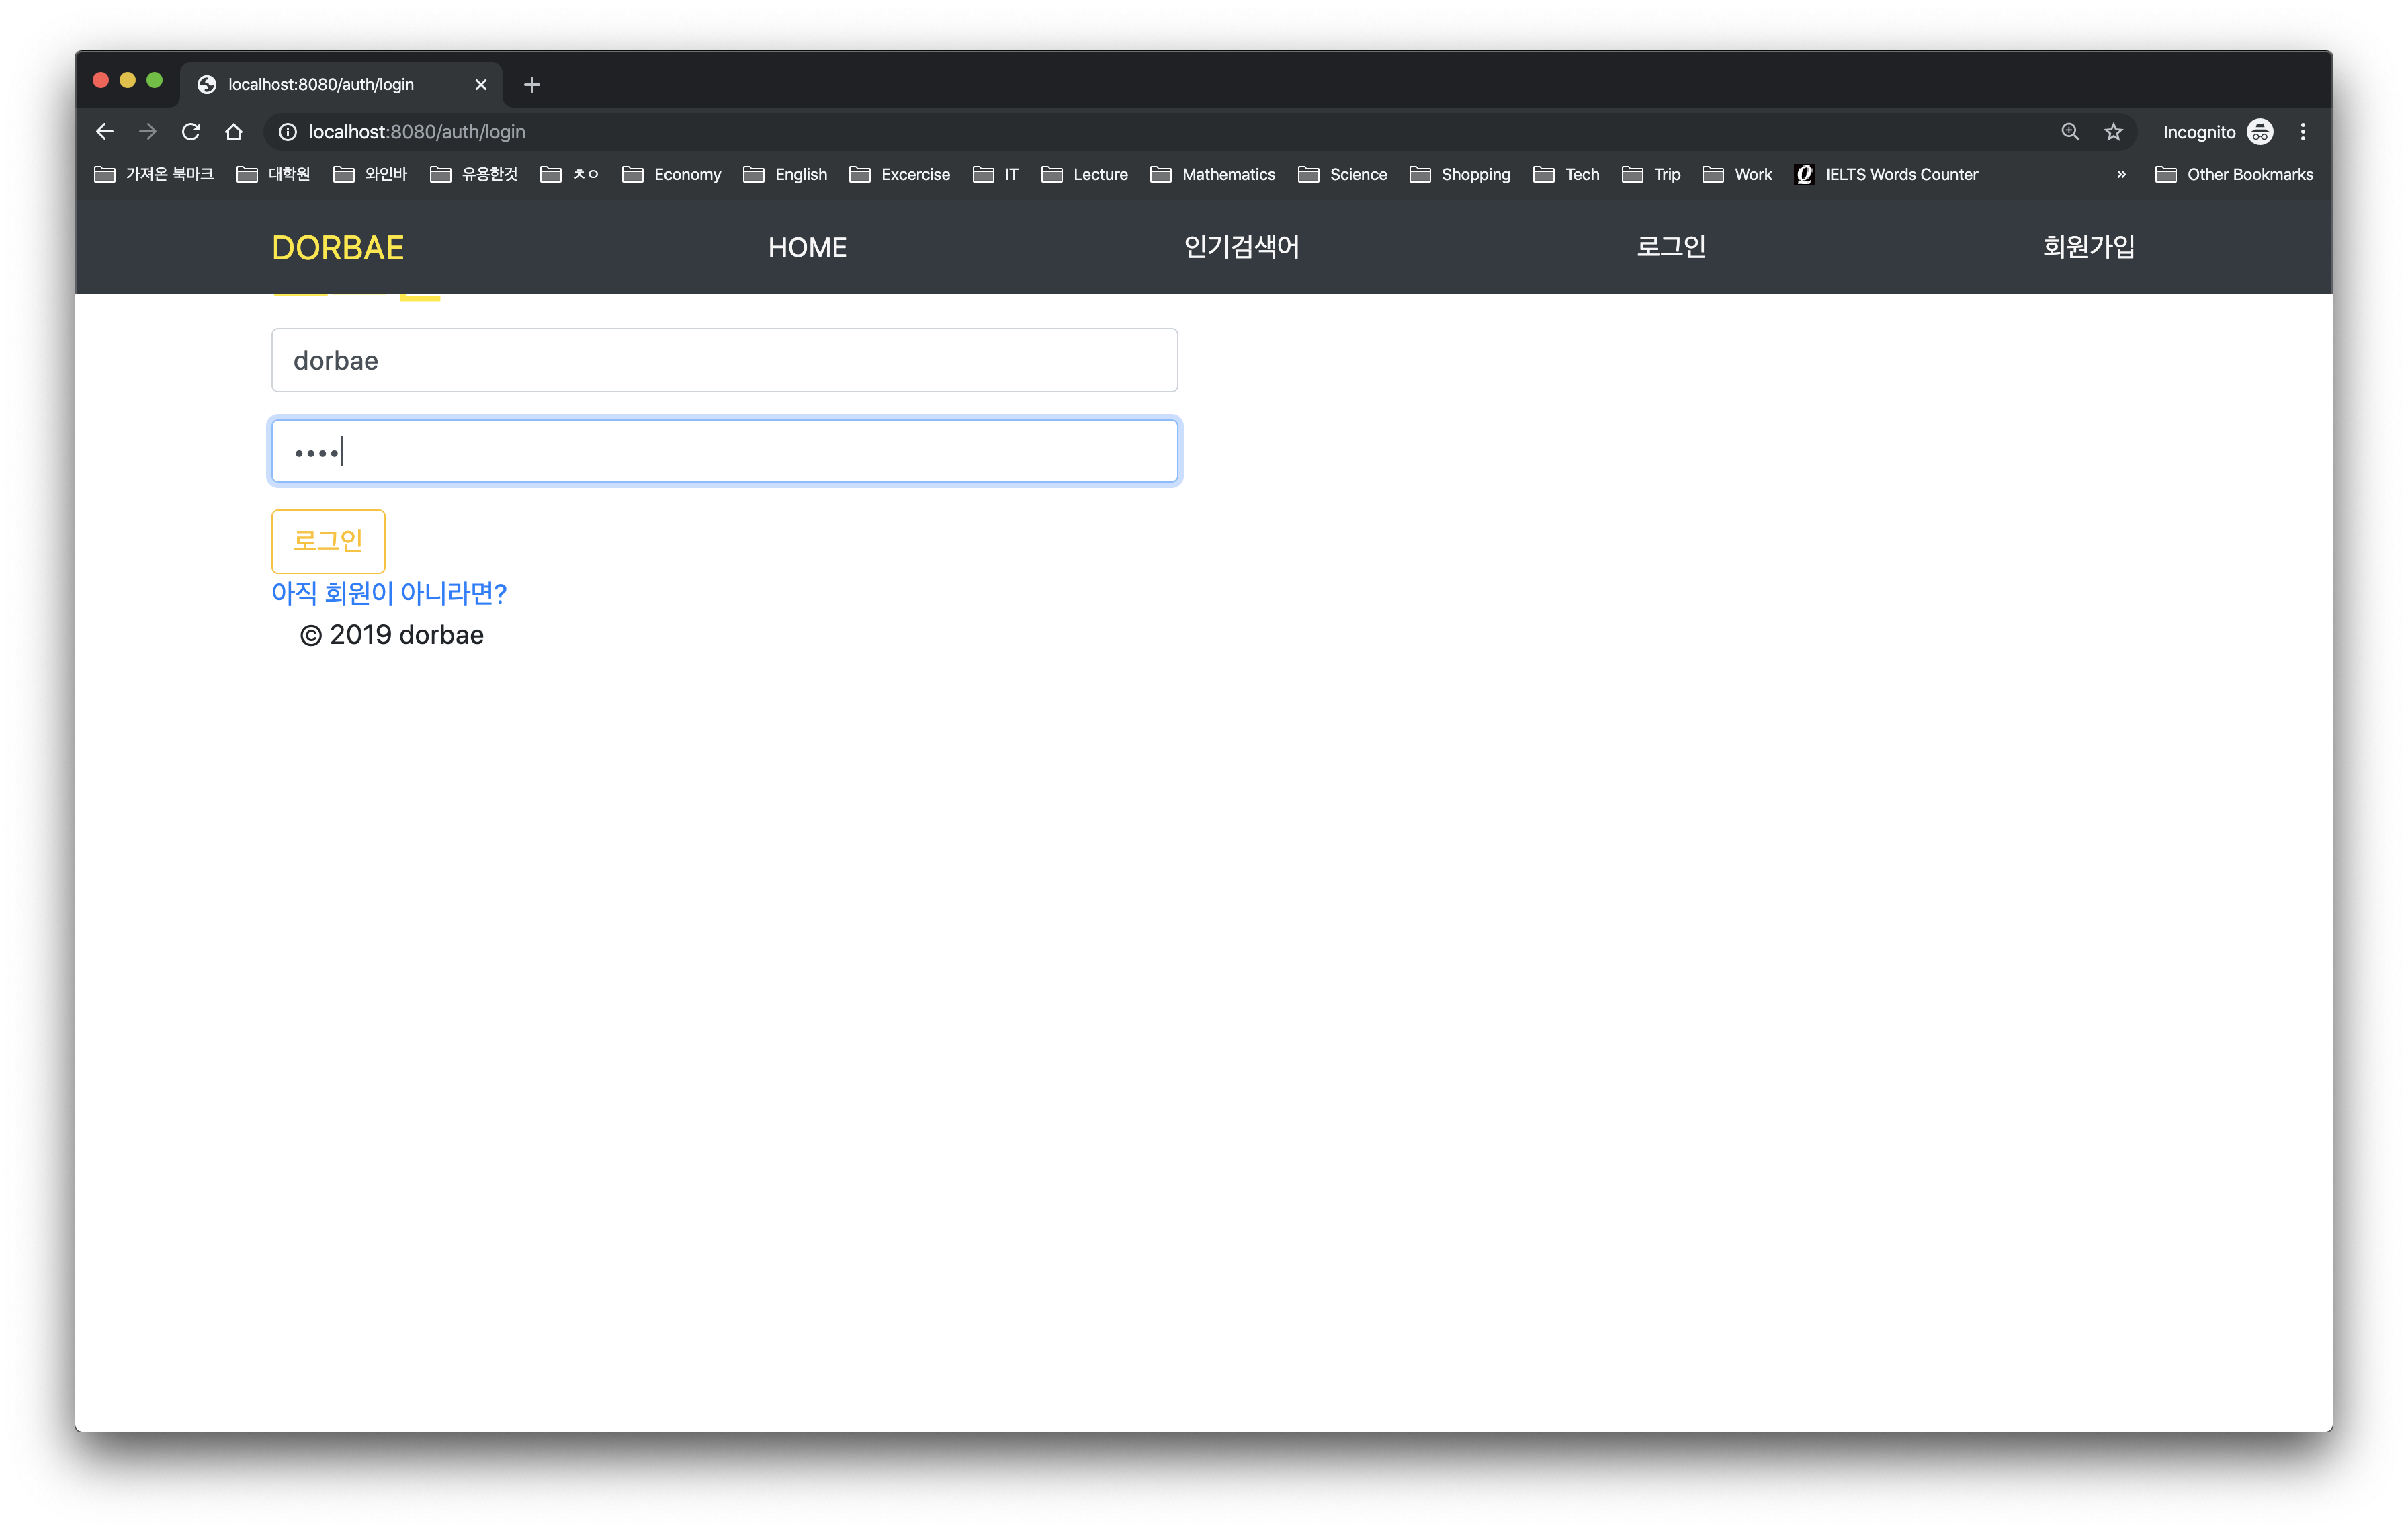 localhost:8080/auth/login
localhost:8080/auth/login Incognito
가져온 북마크 대학원 와인바 유용한것 ㅊㅇ Economy English Excercise IT Lecture Mathematics Science Shopping Tech Trip Work Q IELTS Words Counter » Other Bookmarks
DORBAE HOME 인기검색어 로그인 회원가입
dorbae
••••
로그인
아직 회원이 아니라면?
© 2019 dorbae